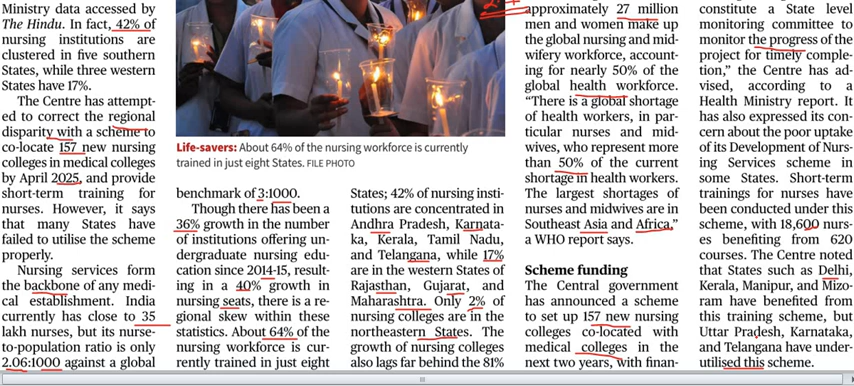 Ministry data accessed by
The Hindu. In fact, 42% of
nursing institutions are
clustered in five southern
States, while three western
States have 17%.
The Centre has attempt-
ed to correct the regional
disparity with a scheme to
co-locate 157 new nursing
colleges in medical colleges
by April 2025, and provide
short-term training for
nurses. However, it says
that many States have
failed to utilise the scheme
properly.
Nursing services form
the backbone of any medi-
cal establishment. India
currently has close to 35
lakh nurses, but its nurse-
to-population ratio is only
2.06:1000 against a global
Life-savers: About 64% of the nursing workforce is currently
trained in just eight States. FILE PHOTO
benchmark of 3:1000.
Though there has been a
36% growth in the number
of institutions offering un-
dergraduate nursing edu-
cation since 2014-15, result-
ing in a 40% growth in
nursing seats, there is a re-
gional skew within these
statistics. About 64% of the
nursing workforce is cur-
rently trained in just eight
States; 42% of nursing insti-
tutions are concentrated in
Andhra Pradesh, Karnata-
ka, Kerala, Tamil Nadu,
and Telangana, while 17%
are in the western States of
Rajasthan, Gujarat, and
Maharashtra. Only 2% of
nursing colleges are in the
northeastern States. The
growth of nursing colleges
also lags far behind the 81%
approximately 27 million
men and women make up
the global nursing and mid-
wifery workforce, account-
ing for nearly 50% of the
global health workforce.
"There is a global shortage
of health workers, in par-
ticular nurses and mid-
wives, who represent more
than 50% of the current
shortage in health workers.
The largest shortages of
nurses and midwives are in
Southeast Asia and Africa,"
a WHO report says.
Scheme funding
The Central government
has announced a scheme
to set up 157 new nursing
colleges co-located with
medical colleges in the
next two years, with finan-
constitute a State level
monitoring committee to
monitor the progress of the
project for timely comple-
tion," the Centre has ad-
vised, according to a
Health Ministry report. It
has also expressed its con-
cern about the poor uptake
of its Development of Nurs-
ing Services scheme in
some States. Short-term
trainings for nurses have
been conducted under this
scheme, with 18,600 nurs-
es benefiting from 620
courses. The Centre noted
that States such as Delhi,
Kerala, Manipur, and Mizo-
ram have benefited from
this training scheme, but
Uttar Pradesh, Karnataka,
and Telangana have under-
utilised this scheme.